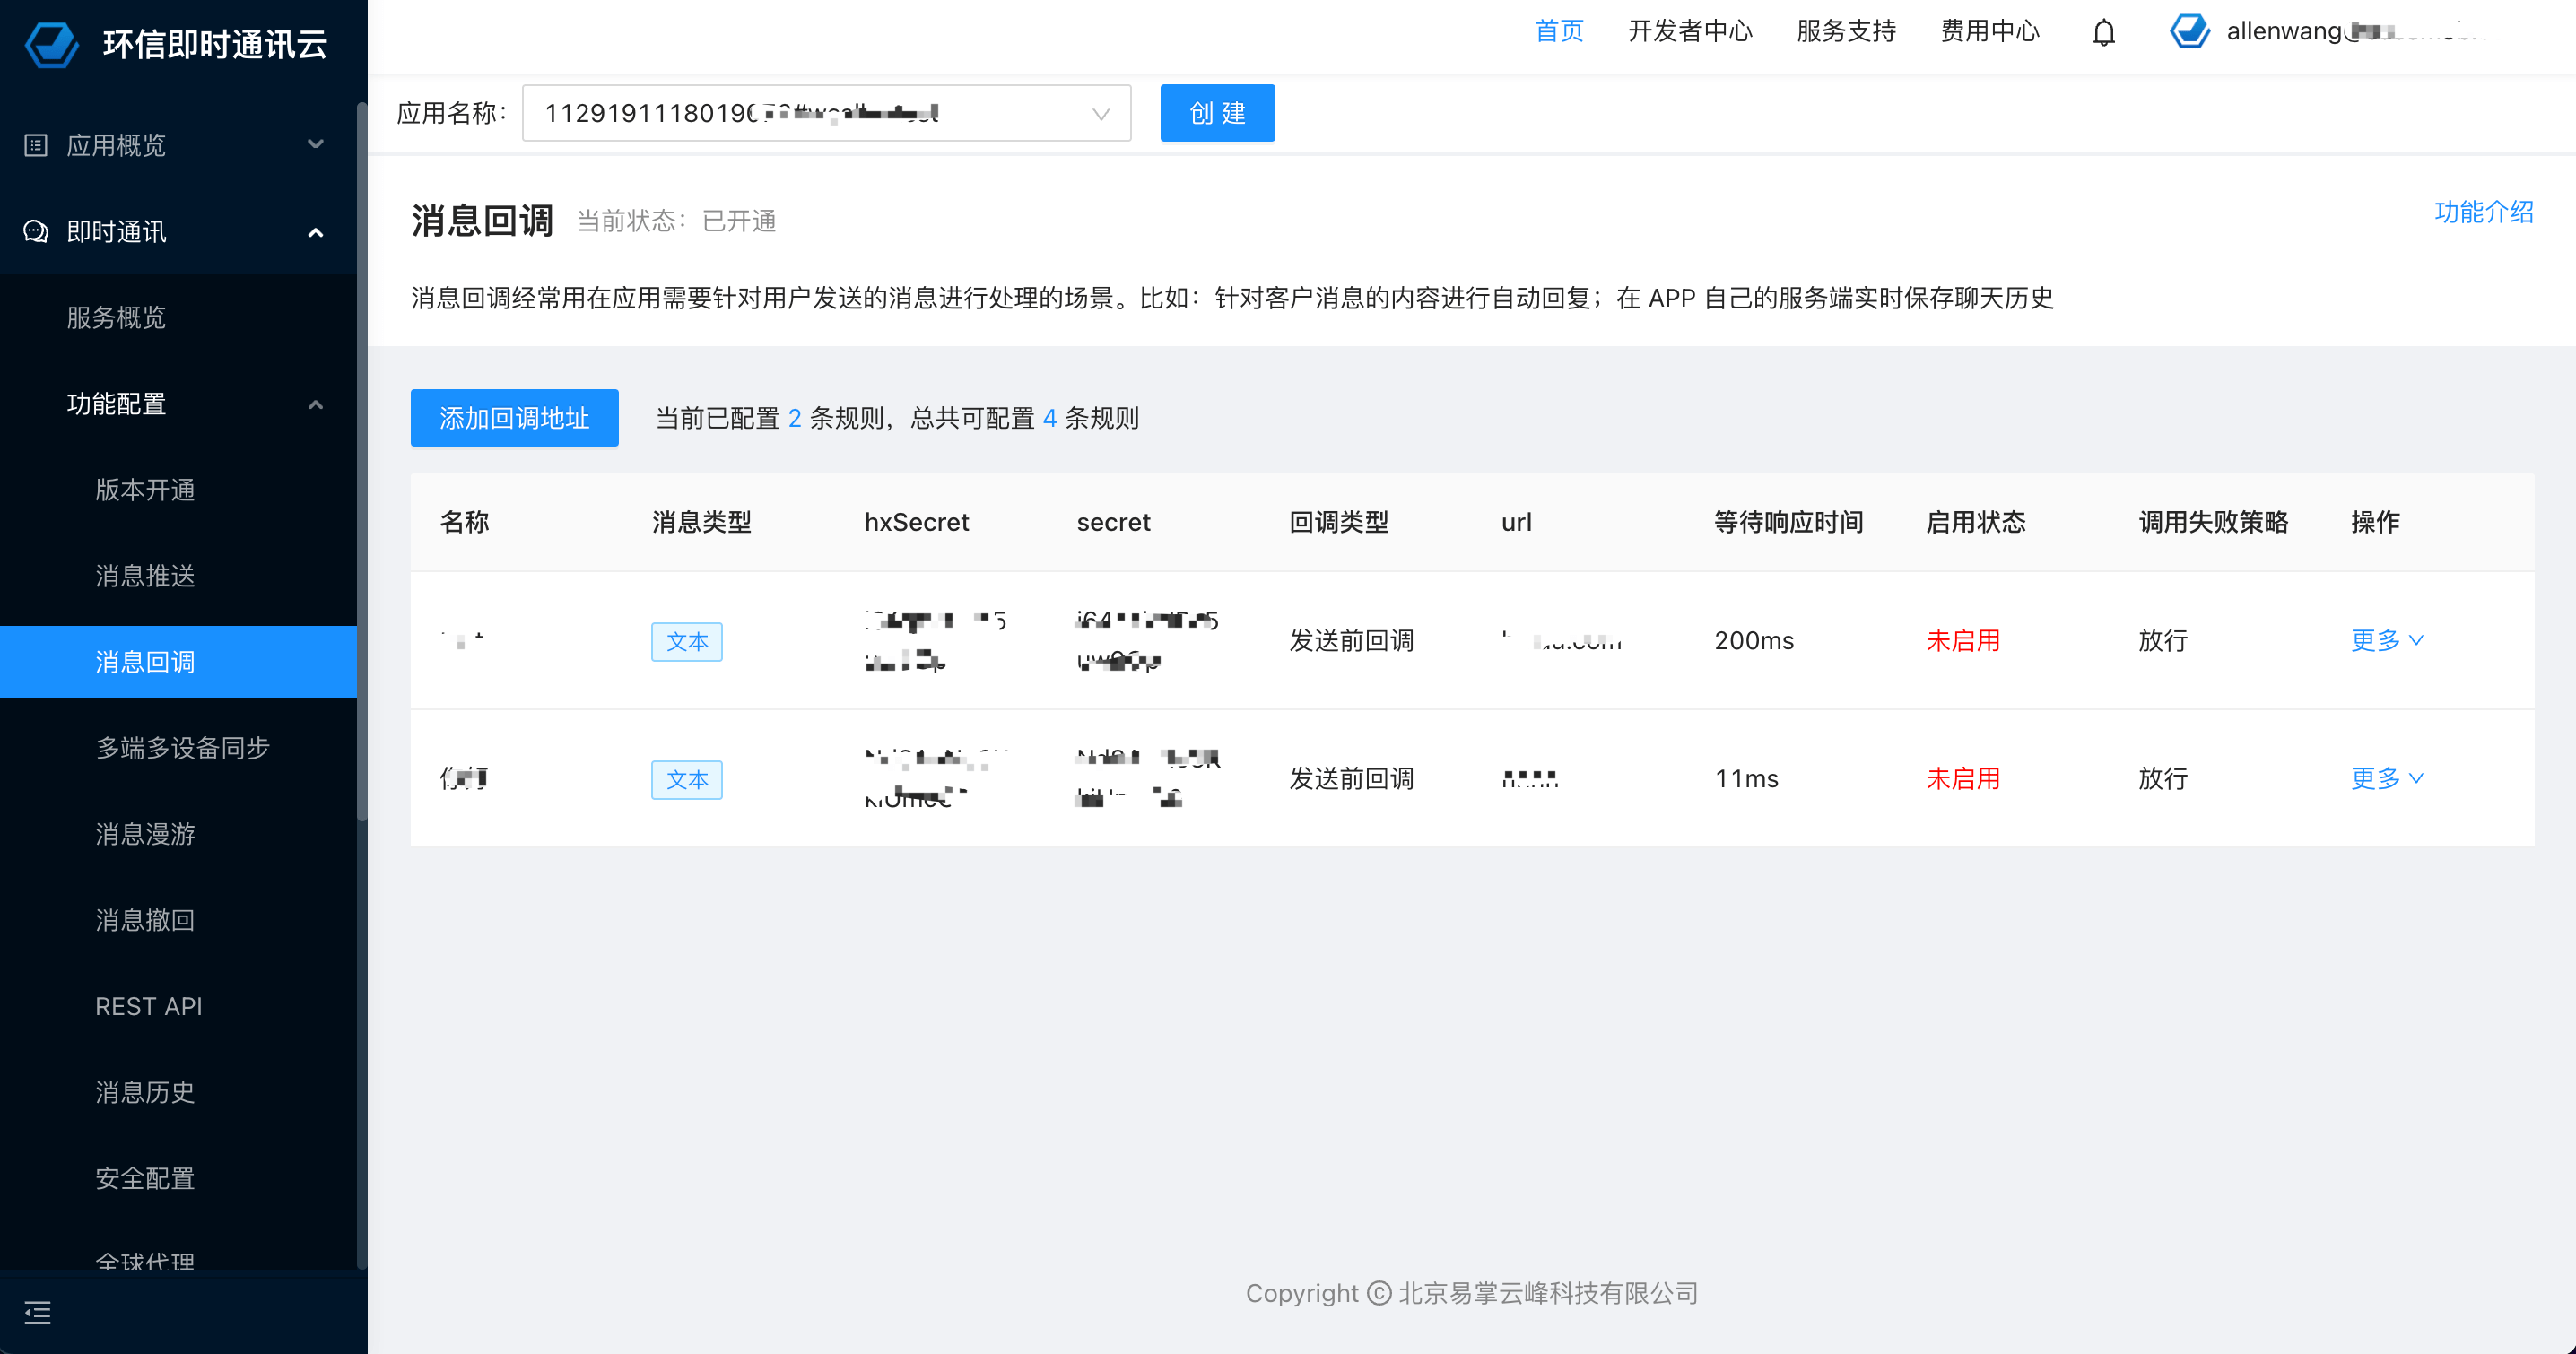 环信即时通讯云
首页 开发者中心 服务支持 费用中心
应用名称： 创 建
应用概览
即时通讯
服务概览
功能配置
版本开通
消息推送
消息回调
多端多设备同步
消息漫游
消息撤回
REST API
消息历史
安全配置
全球代理
消息回调 当前状态：已开通 功能介绍
消息回调经常用在应用需要针对用户发送的消息进行处理的场景。比如：针对客户消息的内容进行自动回复；在 APP 自己的服务端实时保存聊天历史
添加回调地址 当前已配置 2 条规则，总共可配置 4 条规则
名称 消息类型 hxSecret secret 回调类型 url 等待响应时间 启用状态 调用失败策略 操作
文本 发送前回调 200ms 未启用 放行 更多
文本 发送前回调 11ms 未启用 放行 更多
Copyright © 北京易掌云峰科技有限公司